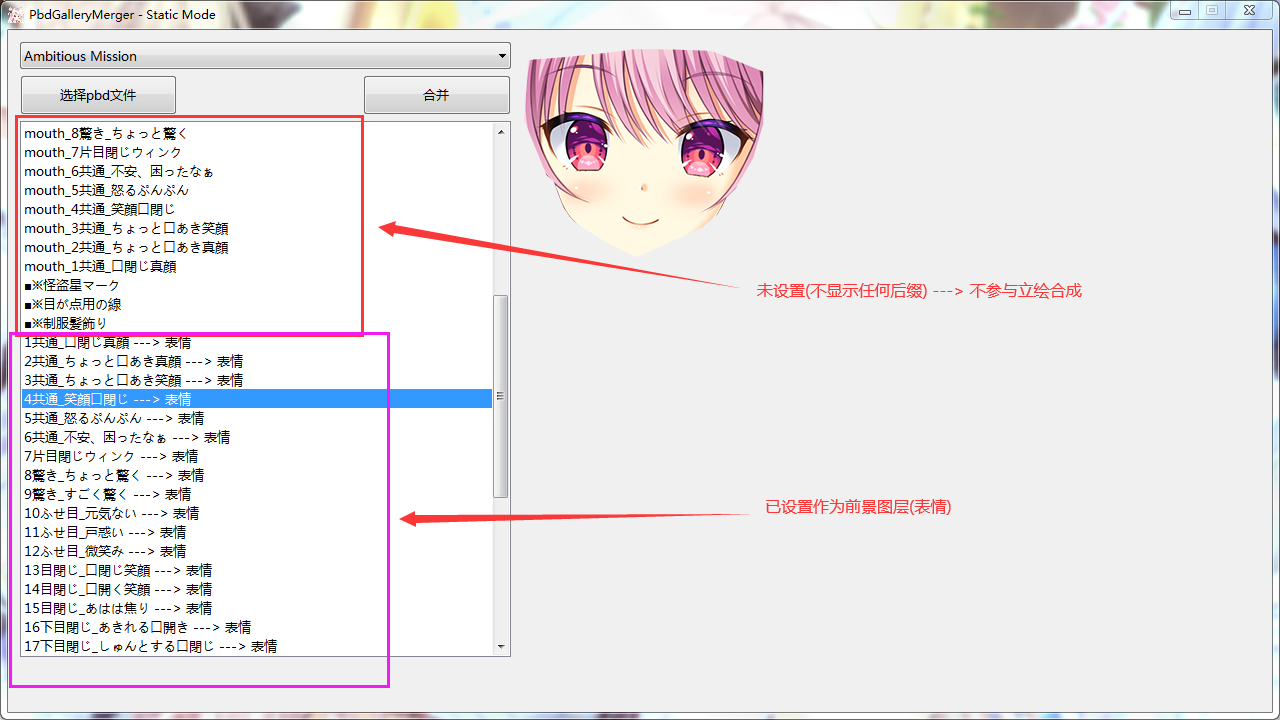 PbdGalleryMerger - Static Mode
Ambitious Mission
选择pbd文件
合并
mouth_8驚き_ちょっと驚く
mouth_7片目閉じウィンク
mouth_6共通_不安、困ったなぁ
mouth_5共通_怒るぷんぷん
mouth_4共通_笑顔口閉じ
mouth_3共通_ちょっと口あき笑顔
mouth_2共通_ちょっと口あき真顔
mouth_1共通_口閉じ真顔
■※怪盗星マーク
■※目が点用の線
■※制服髪飾り
1共通_口閉じ真顔 ---> 表情
2共通_ちょっと口あき真顔 ---> 表情
3共通_ちょっと口あき笑顔 ---> 表情
4共通_笑顔口閉じ ---> 表情
5共通_怒るぷんぷん ---> 表情
6共通_不安、困ったなぁ ---> 表情
7片目閉じウィンク ---> 表情
8驚き_ちょっと驚く ---> 表情
9驚き_すごく驚く ---> 表情
10ふせ目_元気ない ---> 表情
11ふせ目_戸惑い ---> 表情
12ふせ目_微笑み ---> 表情
13目閉じ_口閉じ笑顔 ---> 表情
14目閉じ_口開く笑顔 ---> 表情
15目閉じ_あはは焦り ---> 表情
16下目閉じ_あきれる口開き ---> 表情
17下目閉じ_しゅんとする口閉じ ---> 表情
未设置(不显示任何后缀) ---> 不参与立绘合成
已设置作为前景图层(表情)